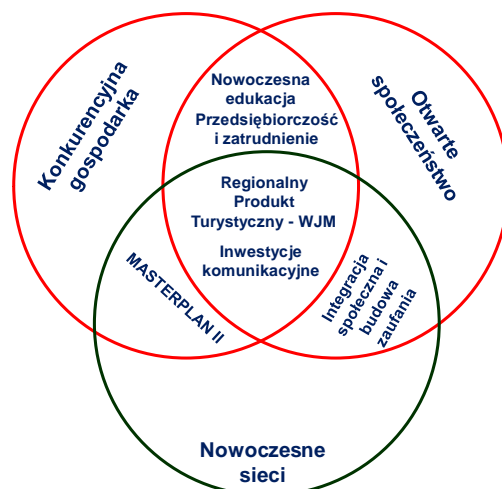 Konkurencyjna
gospodarka
Nowoczesna
edukacja
Przedsiębiorczość
i zatrudnienie
Otwarte
społeczeństwo
Regionalny
Produkt
Turystyczny - WJM
Inwestycje
komunikacyjne
MASTERPLAN II
Integracja
społeczna i
budowa
zaufania
Nowoczesne
sieci